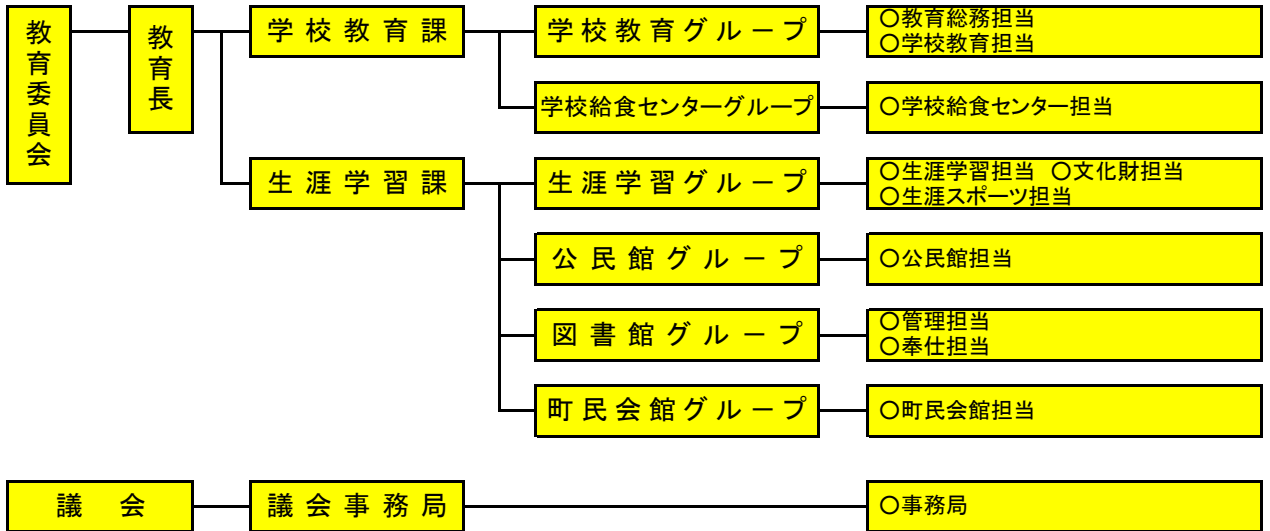 教育委員会
教育長
学校教育課
学校教育グループ
○教育総務担当
○学校教育担当
学校給食センターグループ
○学校給食センター担当
生涯学習課
生涯学習グループ
○生涯学習担当 ○文化財担当
○生涯スポーツ担当
公民館グループ
○公民館担当
図書館グループ
○管理担当
○奉仕担当
町民会館グループ
○町民会館担当
議会
議会事務局
○事務局